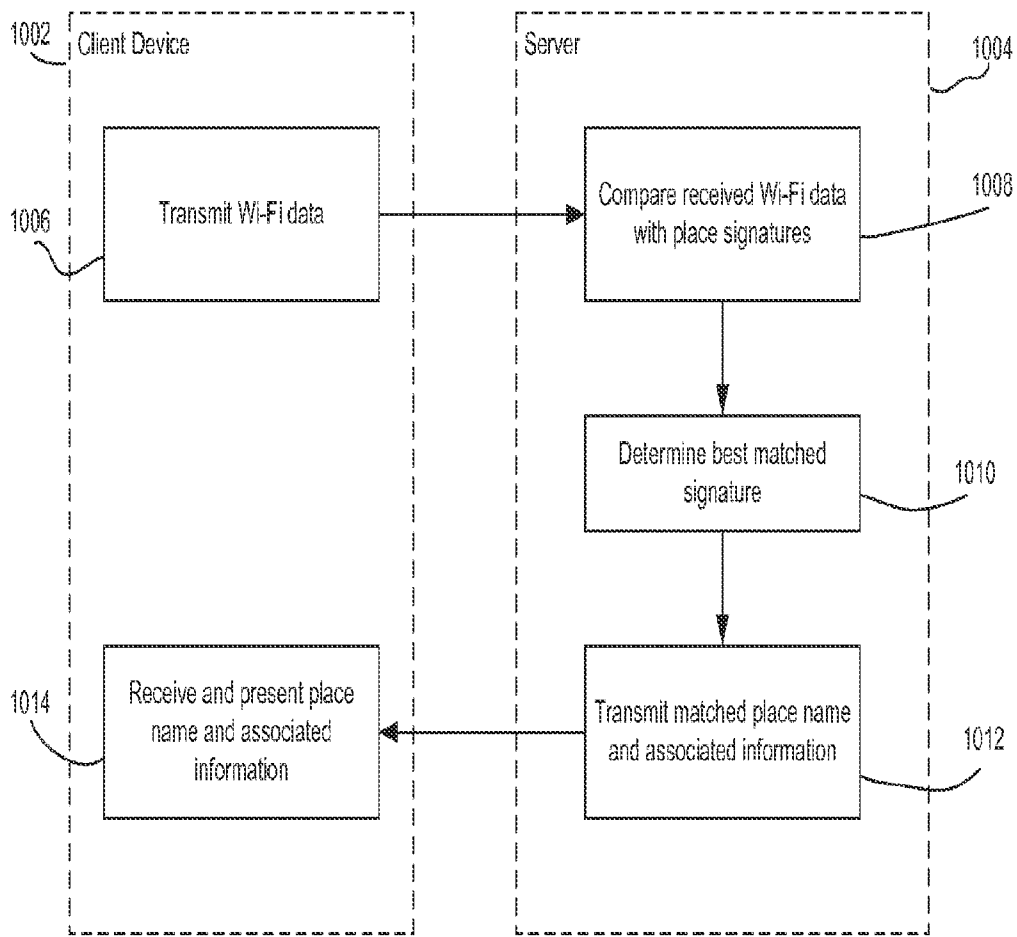 1002
Client Device
Server
1004
Transmit Wi-Fi data
1006
Compare received Wi-Fi data
with place signatures
1008
Determine best matched
signature
1010
Receive and present place
name and associated
information
1014
Transmit matched place name
and associated information
1012